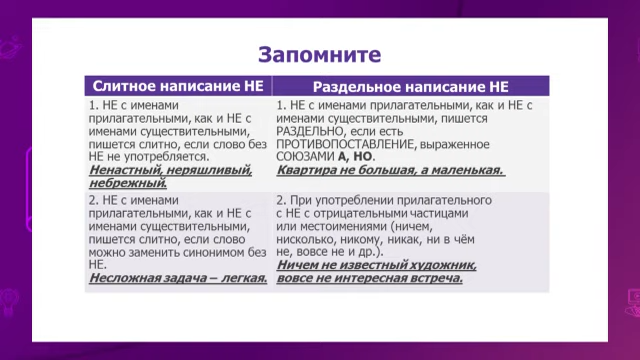 Запомните
Слитное написание НЕ
Раздельное написание НЕ
1. НЕ с именами
прилагательными, как и НЕ с
именами существительными,
пишется слитно, если слово без
НЕ не употребляется.
Ненастный, неряшливый,
небрежный.
1. НЕ с именами прилагательными, как и НЕ с
именами существительными, пишется
РАЗДЕЛЬНО, если есть
ПРОТИВОПОСТАВЛЕНИЕ, выраженное
СОЮЗАМИ А, НО.
Квартира не большая, а маленькая.
2. НЕ с именами
прилагательными, как и НЕ с
именами существительными,
пишется слитно, если слово
можно заменить синонимом без
НЕ.
Несложная задача – легкая.
2. При употреблении прилагательного
с НЕ с отрицательными частицами
или местоимениями (ничем,
нисколько, никому, никак, ни в чём
не, вовсе не и др.).
Ничем не известный художник,
вовсе не интересная встреча.